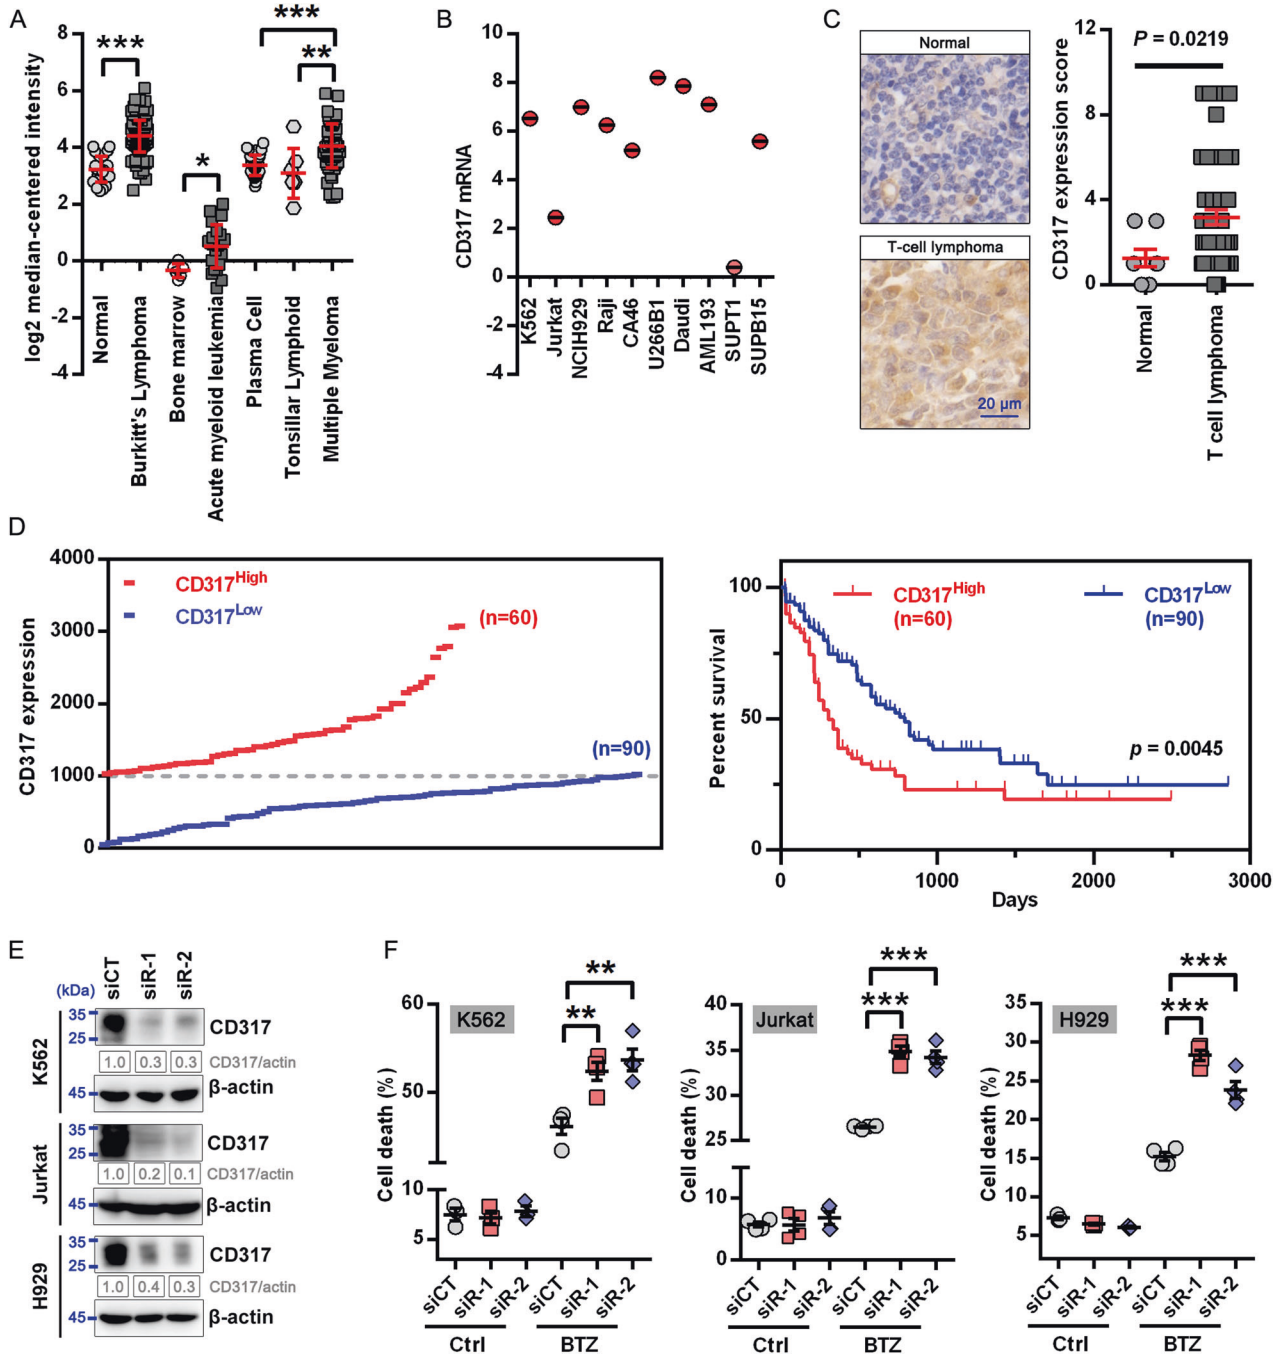 A
log2 median-centered intensity
8
6
4
2
0
-2
-4
***
*
***
**
Normal
Burkitt's Lymphoma
Bone marrow
Acute myeloid leukemia
Plasma Cell
Tonsillar Lymphoid
Multiple Myeloma
B
CD317 mRNA
10
8
6
4
2
0
-2
-4
K562
Jurkat
NCIH929
Raji
CA46
U266B1
Daudi
AML193
SUPT1
SUPB15
C
Normal
T-cell lymphoma
20 µm
CD317 expression score
12
8
4
0
P = 0.0219
Normal
T cell lymphoma
D
CD317 expression
4000
3000
2000
1000
0
CD317High
CD317Low
(n=60)
(n=90)
Percent survival
100
50
0
CD317High
(n=60)
CD317Low
(n=90)
p = 0.0045
0
1000
2000
3000
Days
E
siCT
siR-1
siR-2
(kDa)
K562
35
25
CD317
1.0 0.3 0.3 CD317/actin
45
β-actin
Jurkat
35
25
CD317
1.0 0.2 0.1 CD317/actin
45
β-actin
H929
35
25
CD317
1.0 0.4 0.3 CD317/actin
45
β-actin
F
Cell death (%)
60
50
10
5
K562
**
**
siCT
siR-1
siR-2
siCT
siR-1
siR-2
Ctrl
BTZ
Cell death (%)
40
35
30
25
10
0
Jurkat
***
***
siCT
siR-1
siR-2
siCT
siR-1
siR-2
Ctrl
BTZ
Cell death (%)
35
30
25
20
15
10
5
H929
***
***
siCT
siR-1
siR-2
siCT
siR-1
siR-2
Ctrl
BTZ